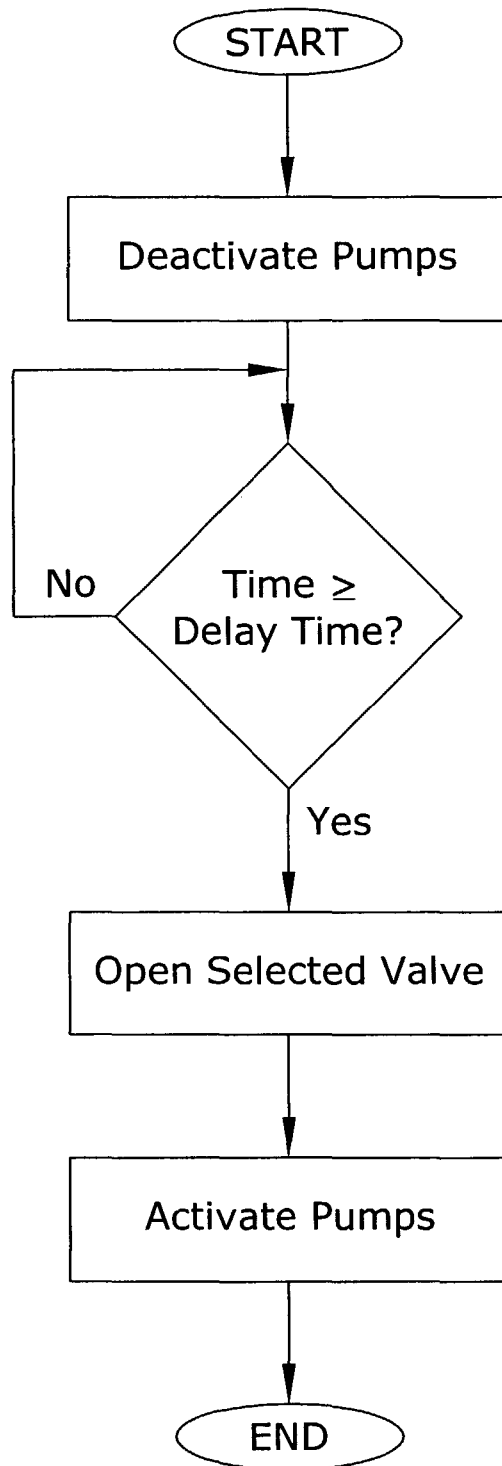 START
Deactivate Pumps
No
Time ≥
Delay Time?
Yes
Open Selected Valve
Activate Pumps
END